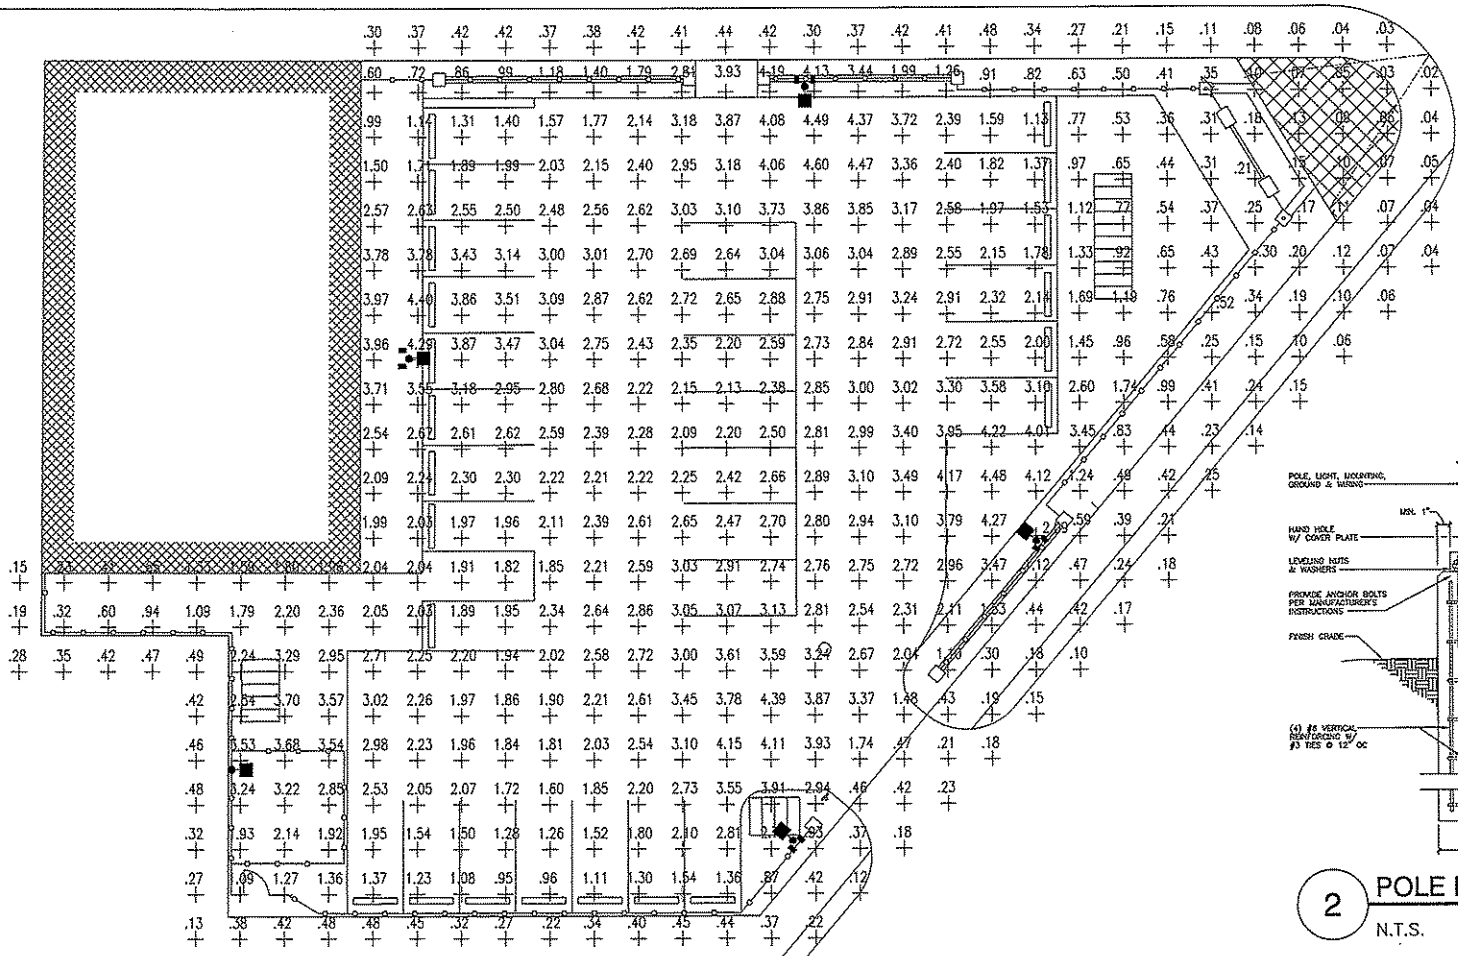 .30 .37 .42 .42 .37 .38 .42 .41 .44 .42 .30 .37 .42 .41 .48 .34 .27 .21 .15 .11 .08 .06 .04 .03
.60 .72 .86 .99 1.18 1.40 1.79 2.81 3.93 4.19 4.13 3.44 1.99 1.26 .91 .82 .63 .50 .41 .35 .10 .07 .05 .03 .02
.99 1.14 1.31 1.40 1.57 1.77 2.14 3.18 3.87 4.08 4.49 4.37 3.72 2.39 1.59 1.13 .77 .53 .36 .31 .18 .13 .09 .06 .04
1.50 1.71 1.89 1.99 2.03 2.15 2.40 2.95 3.18 4.06 4.60 4.47 3.36 2.40 1.82 1.37 .97 .65 .44 .31 .21 .15 .10 .07 .05
2.57 2.63 2.55 2.50 2.48 2.56 2.62 3.03 3.10 3.73 3.86 3.85 3.17 2.58 1.97 1.53 1.12 .77 .54 .37 .25 .17 .11 .07 .04
3.78 3.78 3.43 3.14 3.00 3.01 2.70 2.69 2.64 3.04 3.06 3.04 2.89 2.55 2.15 1.78 1.33 .92 .65 .43 .30 .20 .12 .07 .04
3.97 4.40 3.86 3.51 3.09 2.87 2.62 2.72 2.65 2.88 2.75 2.91 3.24 2.91 2.32 2.14 1.69 1.19 .76 .52 .34 .19 .10 .06
3.96 4.29 3.87 3.47 3.04 2.75 2.43 2.35 2.20 2.59 2.73 2.84 2.91 2.72 2.55 2.00 1.45 .96 .58 .25 .15 .10 .06
3.71 3.55 3.18 2.95 2.80 2.68 2.22 2.15 2.13 2.38 2.85 3.00 3.02 3.30 3.58 3.10 2.60 1.74 .99 .41 .24 .15
2.54 2.67 2.61 2.62 2.59 2.39 2.28 2.09 2.20 2.50 2.81 2.99 3.40 3.95 4.22 4.01 3.45 .83 .44 .23 .14
2.09 2.24 2.30 2.30 2.22 2.21 2.22 2.25 2.42 2.66 2.89 3.10 3.49 4.17 4.48 4.12 1.24 .49 .42 .25
1.99 2.03 1.97 1.96 2.11 2.39 2.61 2.65 2.47 2.70 2.80 2.94 3.10 3.79 4.27 .59 .39 .21
.15 2.04 2.04 1.91 1.82 1.85 2.21 2.59 3.03 2.91 2.74 2.76 2.75 2.72 2.96 3.47 .47 .24 .18
.19 .32 .60 .94 1.09 1.79 2.20 2.36 2.05 2.03 1.89 1.95 2.34 2.64 2.86 3.05 3.07 3.13 2.81 2.54 2.31 2.11 1.53 .44 .42 .17
.28 .35 .42 .47 .49 2.24 3.29 2.95 2.71 2.25 2.20 1.94 2.02 2.58 2.72 3.00 3.61 3.59 3.24 2.67 2.04 .30 .18 .10
.42 3.70 3.57 3.02 2.26 1.97 1.86 1.90 2.21 2.61 3.45 3.78 4.39 3.87 3.37 1.48 .43 .19 .15
.46 3.53 3.68 3.54 2.98 2.23 1.96 1.84 1.81 2.03 2.54 3.10 4.15 4.11 3.93 1.74 .47 .21 .18
.48 3.24 3.22 2.85 2.53 2.05 2.07 1.72 1.60 1.85 2.20 2.73 3.55 3.91 2.94 .46 .42 .23
.32 1.93 2.14 1.92 1.95 1.54 1.50 1.28 1.26 1.52 1.80 2.10 2.81 .37 .18
.27 1.09 1.27 1.36 1.37 1.23 1.08 .95 .96 1.11 1.30 1.54 1.36 .87 .42 .12
.13 .38 .42 .48 .48 .45 .32 .27 .22 .34 .40 .45 .44 .37 .22
POLE, LIGHT, MOUNTING,
GROUND & WIRING
MIN. 1"
HAND HOLE
W/ COVER PLATE
LEVELING NUTS
& WASHERS
PROVIDE ANCHOR BOLTS
PER MANUFACTURER'S
INSTRUCTIONS
FINISH GRADE
(4) #6 VERTICAL
REINFORCING W/
#3 TIES @ 12" OC
2 POLE
N.T.S.